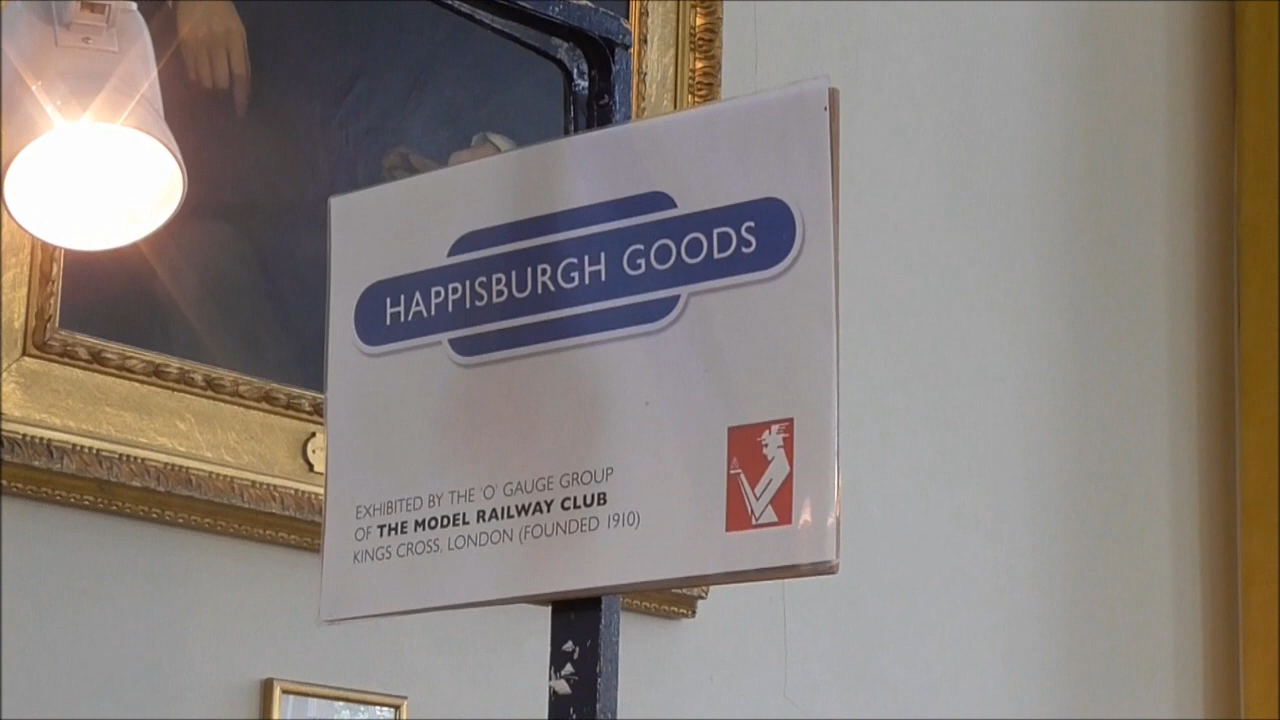 HAPPISBURGH GOODS
EXHIBITED BY THE 'O' GAUGE GROUP
OF THE MODEL RAILWAY CLUB
KINGS CROSS, LONDON (FOUNDED 1910)